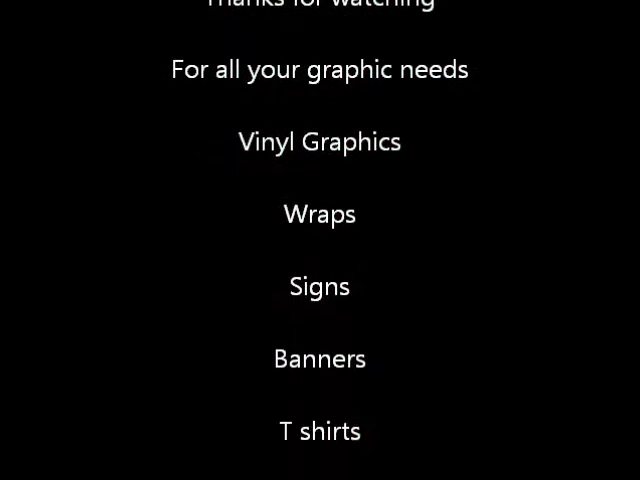 Thanks for watching
For all your graphic needs
Vinyl Graphics
Wraps
Signs
Banners
T shirts